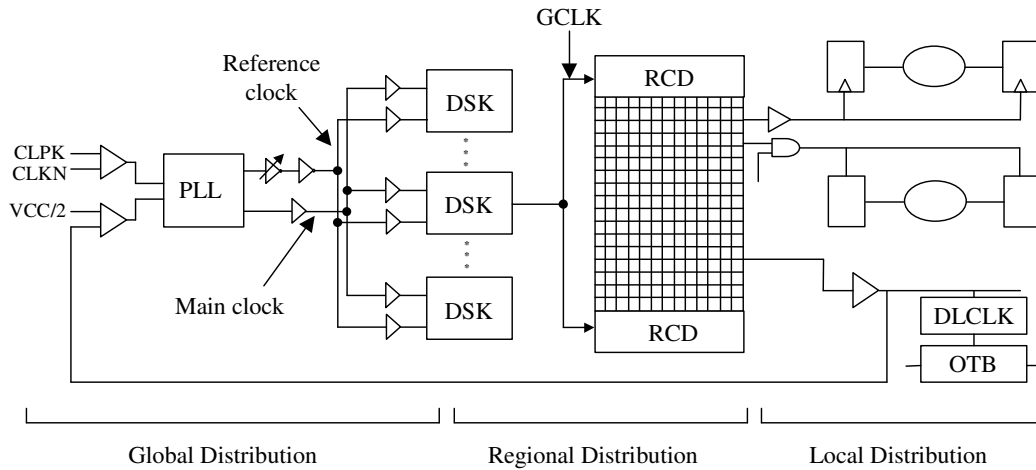 GCLK
Reference
clock
DSK
RCD
* * *
CLPK
CLKN
PLL
DSK
VCC/2
* * *
Main clock
DSK
RCD
DLCLK
OTB
Global Distribution
Regional Distribution
Local Distribution